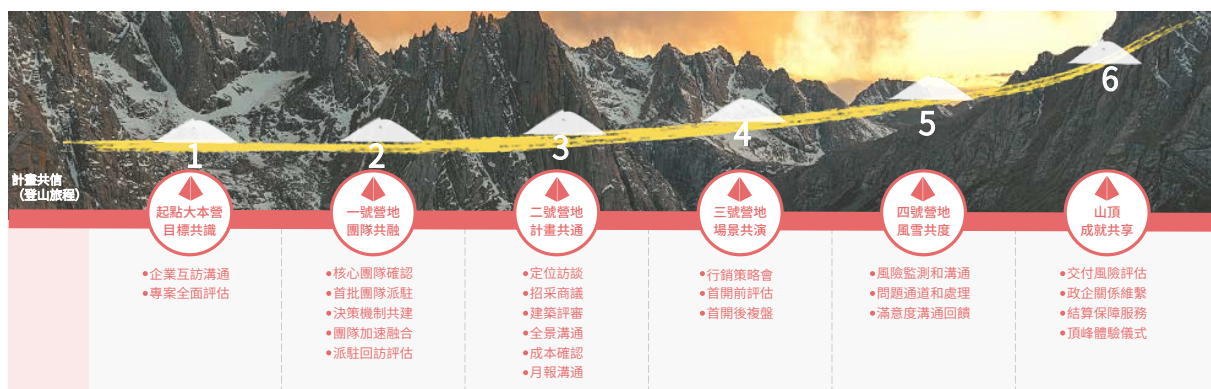 1
2
3
4
5
6
計畫共信
(登山旅程)
起點大本營
目標共識
•企業互訪溝通
•專案全面評估
一號營地
團隊共融
•核心團隊確認
•首批團隊派駐
•決策機制共建
•團隊加速融合
•派駐回訪評估
二號營地
計畫共通
•定位訪談
•招采商議
•建築評審
•全景溝通
•成本確認
•月報溝通
三號營地
場景共演
•行銷策略會
•首開前評估
•首開後複盤
四號營地
風雪共度
•風險監測和溝通
•問題通道和處理
•滿意度溝通回饋
山頂
成就共享
•交付風險評估
•政企關係維繫
•結算保障服務
•頂峰體驗儀式